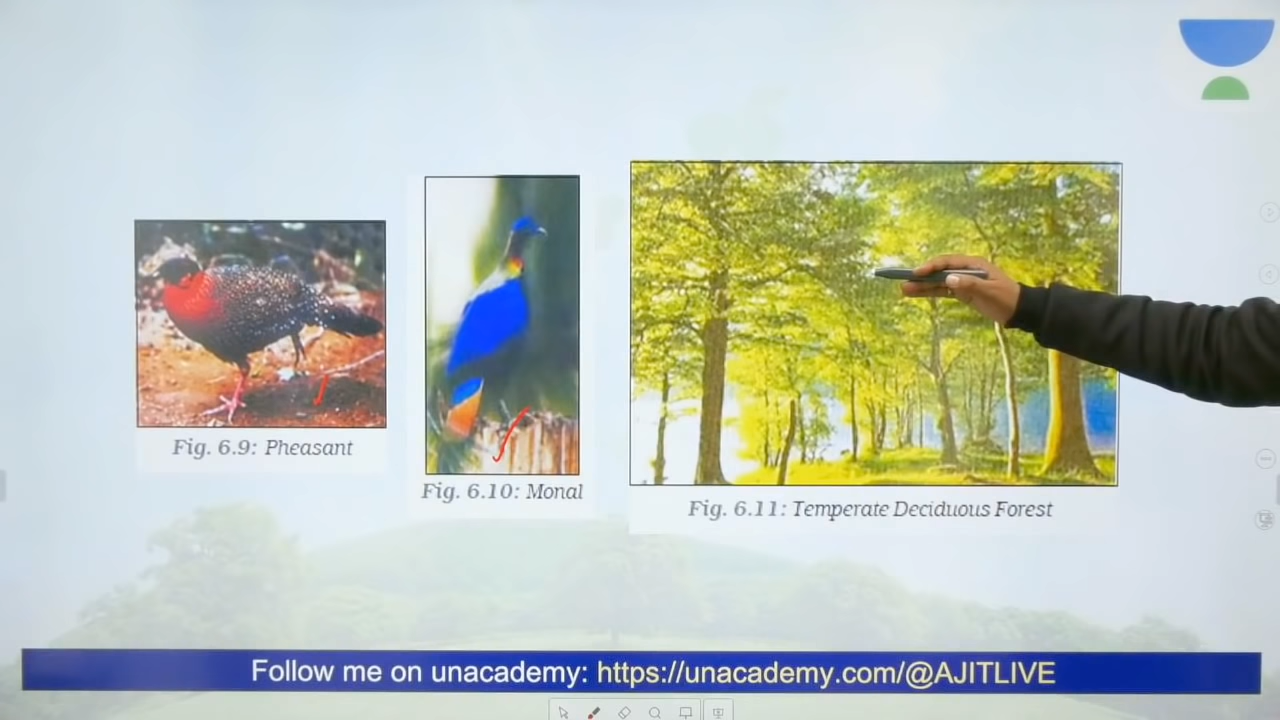 Fig. 6.9: Pheasant
Fig. 6.10: Monal
Fig. 6.11: Temperate Deciduous Forest
Follow me on unacademy: https://unacademy.com/@AJITLIVE